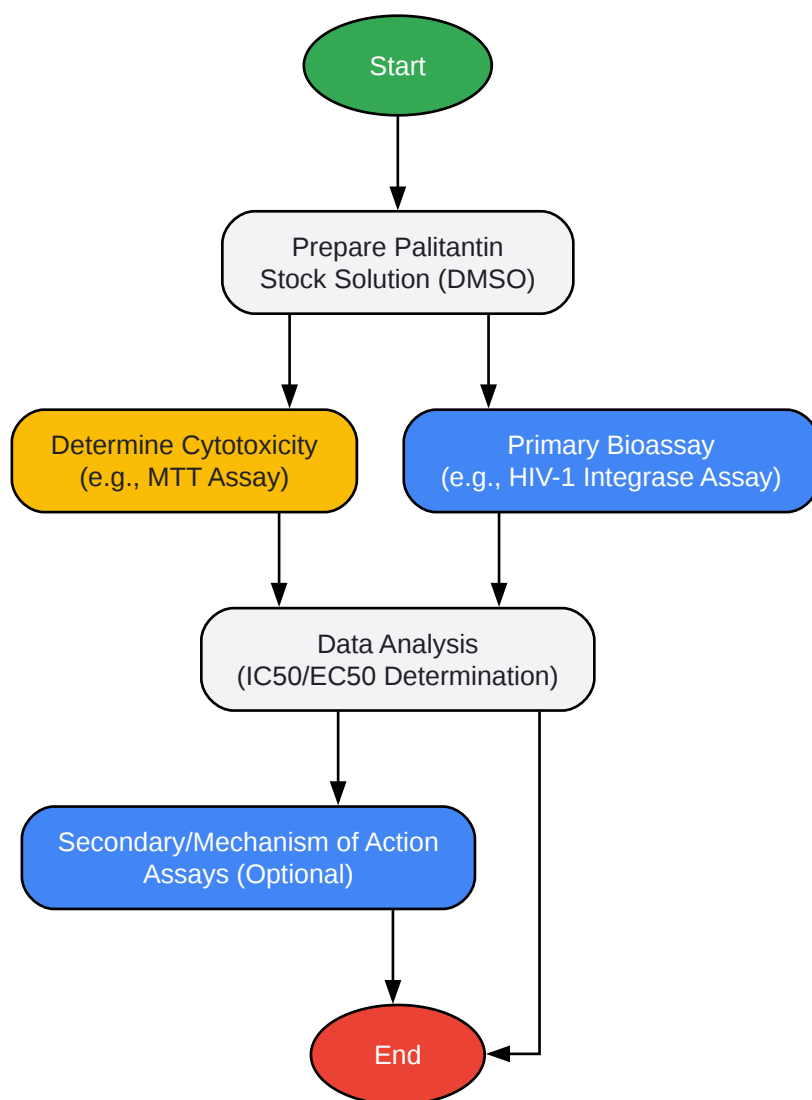 Start
Prepare Palitantin
Stock Solution (DMSO)
Determine Cytotoxicity
(e.g., MTT Assay)
Primary Bioassay
(e.g., HIV-1 Integrase Assay)
Data Analysis
(IC50/EC50 Determination)
Secondary/Mechanism of Action
Assays (Optional)
End